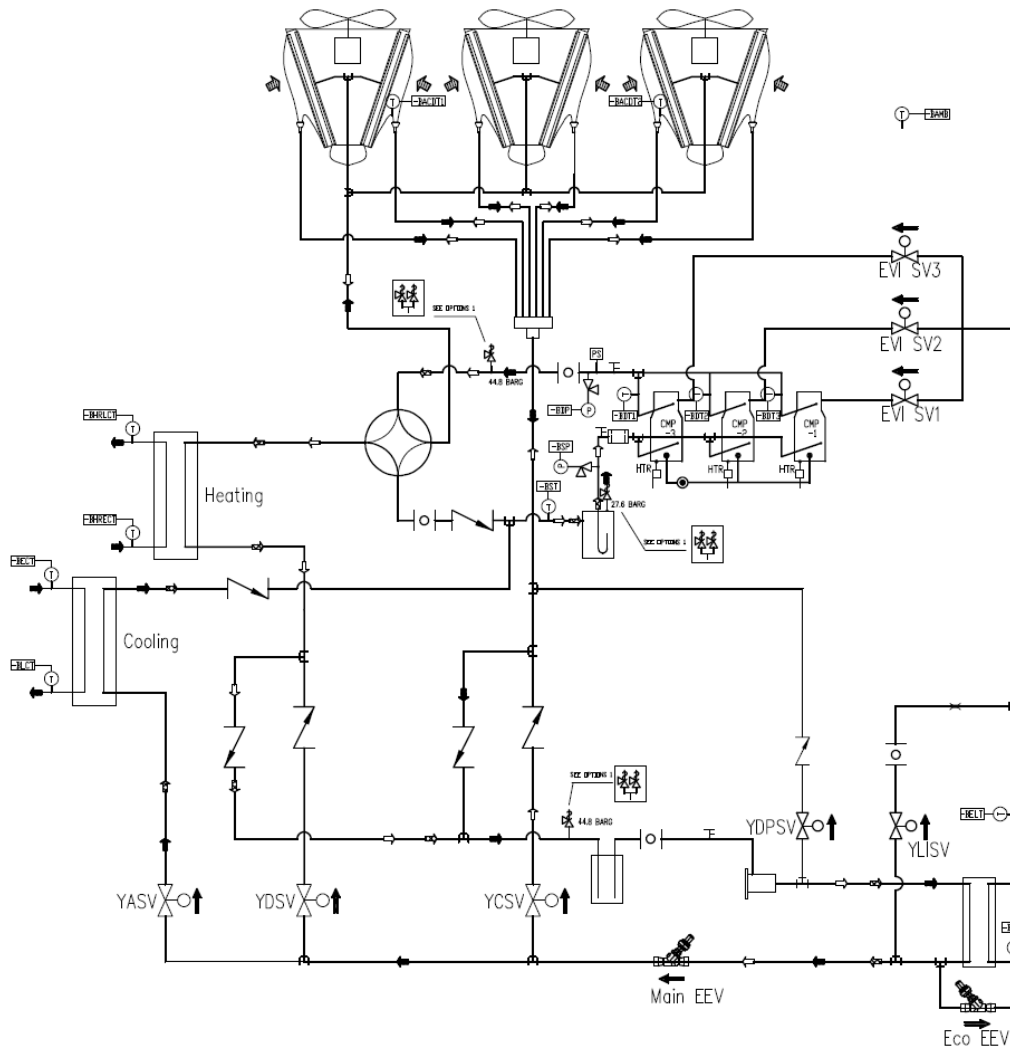 T
-BACDT1
-BACDT2
T
T
-BAMB
EVI SV3
SEE OPTIONS 1
EVI SV2
PS
44.8 BARG
-BDP
P
T
-BDT1
T
-BDT2
T
-BDT3
EVI SV1
-BHRLCT
T
CMP
-3
CMP
-2
CMP
-1
-BSP
P
HTR
HTR
HTR
Heating
-BST
T
27.6 BARG
SEE OPTIONS 1
-BHRECT
T
-BECT
T
Cooling
-BLCT
T
SEE OPTIONS 1
44.8 BARG
YDPSV
YLISV
-BELT
T
YASV
YDSV
YCSV
Main EEV
Eco EEV